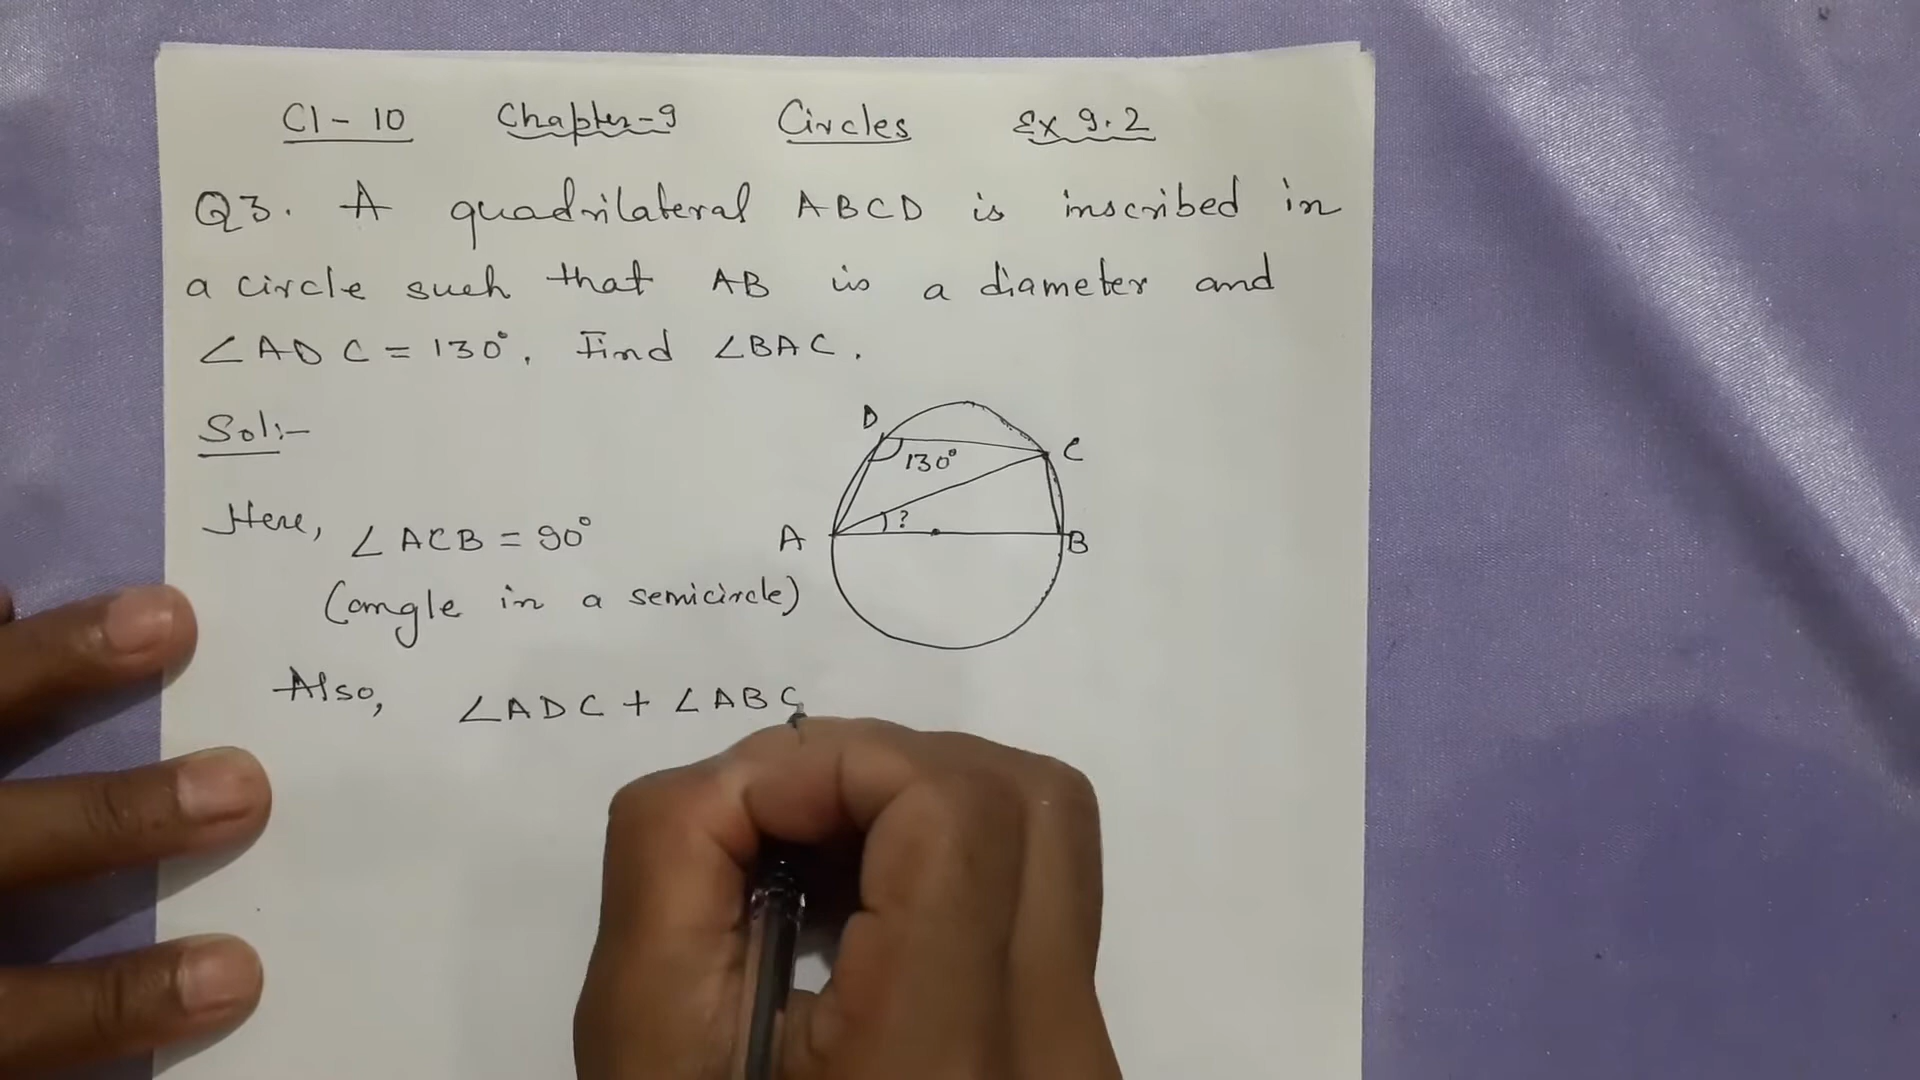 Cl - 10 Chapter-9 Circles Ex 9.2
Q3. A quadrilateral ABCD is inscribed in
a circle such that AB is a diameter and
∠ADC = 130°. Find ∠BAC.
Sol:-
D
C
130°
?
A
B
Here, ∠ACB = 90°
(angle in a semicircle)
Also, ∠ADC + ∠ABC